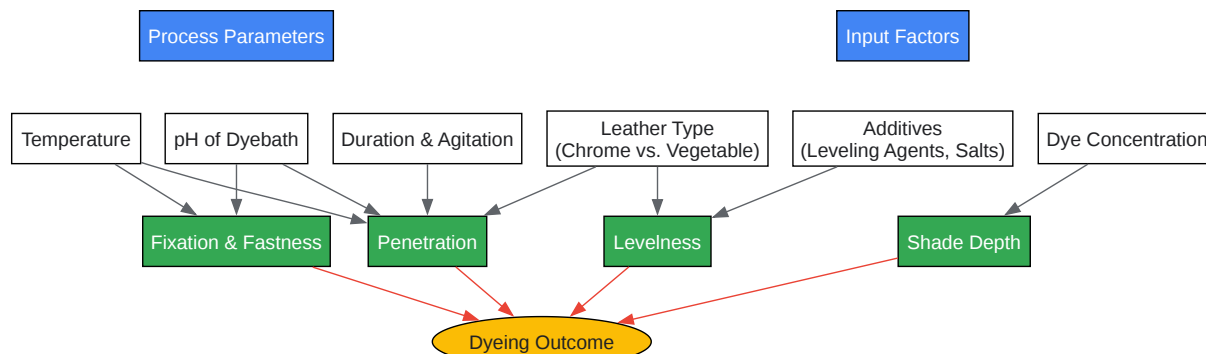 Process Parameters
Input Factors
Temperature
pH of Dyebath
Duration & Agitation
Leather Type
(Chrome vs. Vegetable)
Additives
(Leveling Agents, Salts)
Dye Concentration
Fixation & Fastness
Penetration
Levelness
Shade Depth
Dyeing Outcome